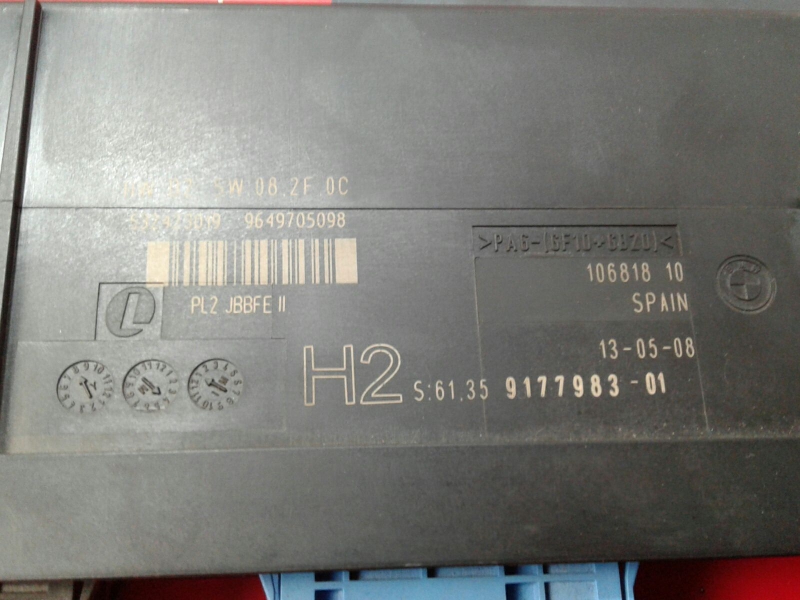 08.2F.0C
9649705098
>PA6-(GF10+GB20)<
PL2 JBBFE II
106818 10
SPAIN
13-05-08
H2 S:61.35 9177983-01